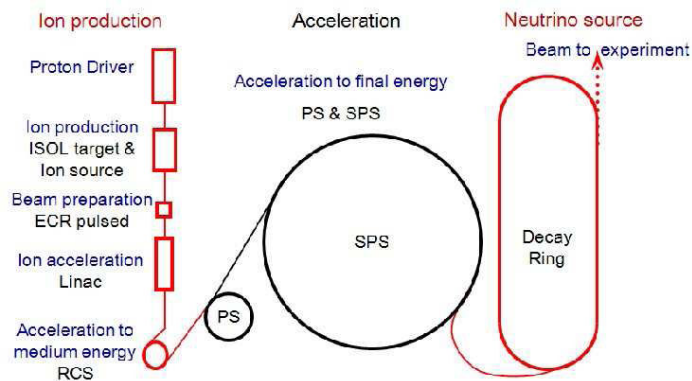 Ion production
Acceleration
Neutrino source
Proton Driver
Beam to experiment
Acceleration to final energy
PS & SPS
Ion production
ISOL target &
Ion source
Beam preparation
ECR pulsed
Ion acceleration
Linac
SPS
Decay
Ring
PS
Acceleration to
medium energy
RCS